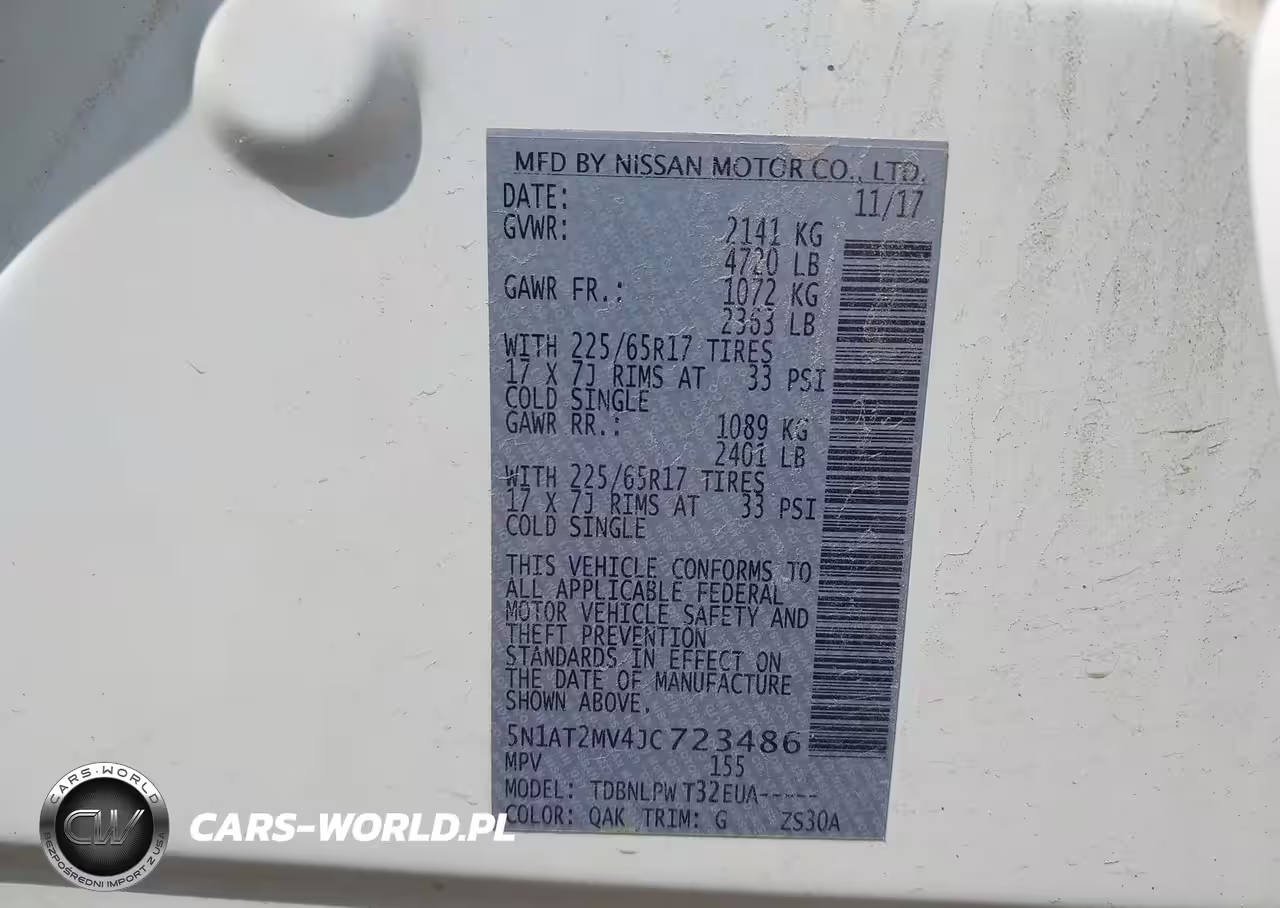 MFD BY NISSAN MOTOR CO., LTD.
DATE: 11/17
GVWR: 2141 KG
4720 LB
GAWR FR.: 1072 KG
2363 LB
WITH 225/65R17 TIRES
17 X 7J RIMS AT 33 PSI
COLD SINGLE
GAWR RR.: 1089 KG
2401 LB
WITH 225/65R17 TIRES
17 X 7J RIMS AT 33 PSI
COLD SINGLE
THIS VEHICLE CONFORMS TO
ALL APPLICABLE FEDERAL
MOTOR VEHICLE SAFETY AND
THEFT PREVENTION
STANDARDS IN EFFECT ON
THE DATE OF MANUFACTURE
SHOWN ABOVE.
5N1AT2MV4JC723486
MPV 155
MODEL: TDBNLPW T32EUA-----
COLOR: QAK TRIM: G ZS30A
CARS-WORLD
CW
BEZPOŚREDNI IMPORT Z USA
CARS-WORLD.PL